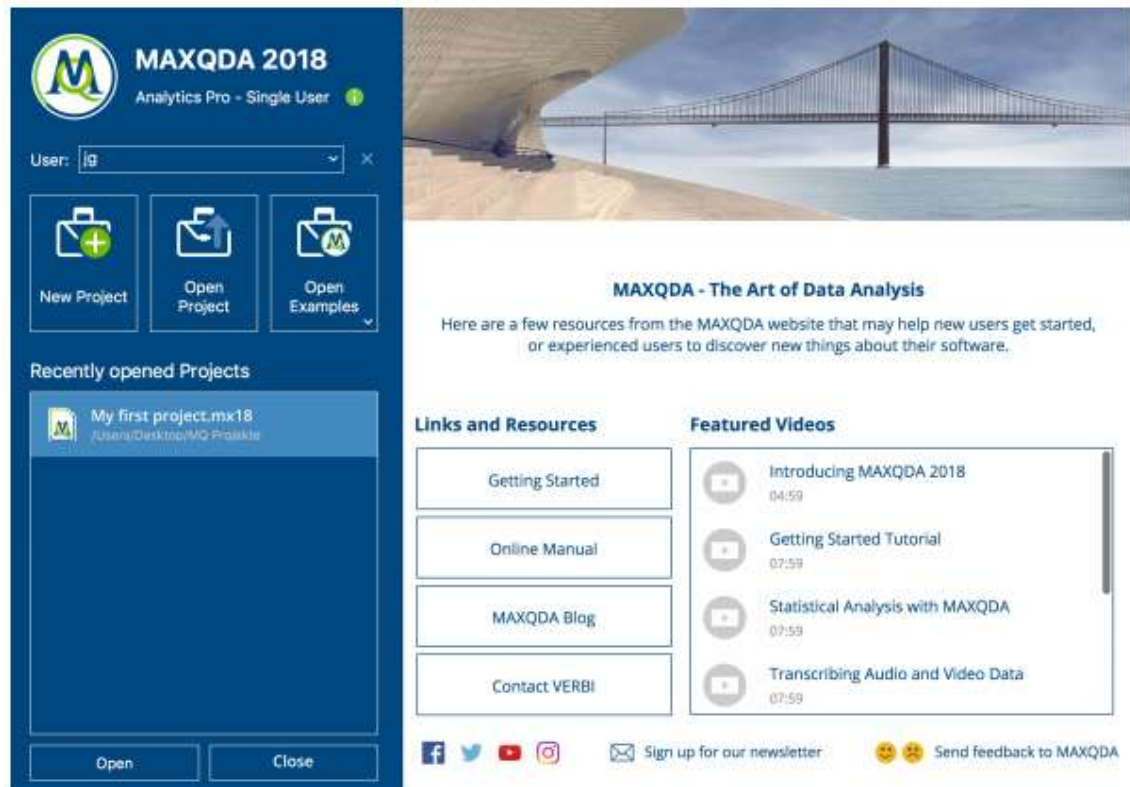 MAXQDA 2018
Analytics Pro - Single User
User: jg
New Project
Open
Project
Open
Examples
Recently opened Projects
My first project.mx18
/Users/Desktop/MQ Projekte
Open
Close
MAXQDA - The Art of Data Analysis
Here are a few resources from the MAXQDA website that may help new users get started,
or experienced users to discover new things about their software.
Links and Resources
Getting Started
Online Manual
MAXQDA Blog
Contact VERBI
Featured Videos
Introducing MAXQDA 2018
04:59
Getting Started Tutorial
07:59
Statistical Analysis with MAXQDA
07:59
Transcribing Audio and Video Data
07:59
Sign up for our newsletter
Send feedback to MAXQDA